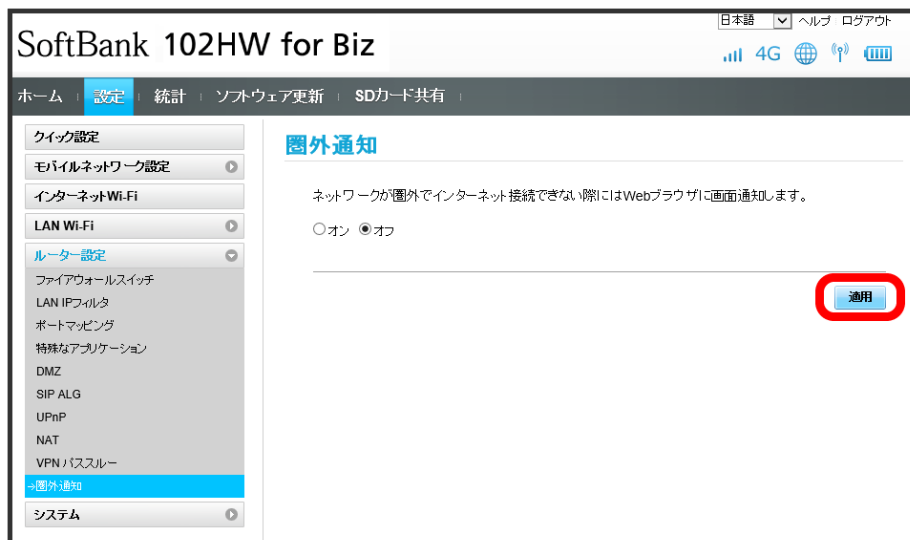 日本語 ヘルプ ログアウト
SoftBank 102HW for Biz
4G
ホーム 設定 統計 ソフトウェア更新 SDカード共有
クイック設定
モバイルネットワーク設定
インターネットWi-Fi
LAN Wi-Fi
ルーター設定
ファイアウォールスイッチ
LAN IPフィルタ
ポートマッピング
特殊なアプリケーション
DMZ
SIP ALG
UPnP
NAT
VPN パススルー
→圏外通知
システム
圏外通知
ネットワークが圏外でインターネット接続できない際にはWebブラウザに画面通知します。
オン オフ
適用